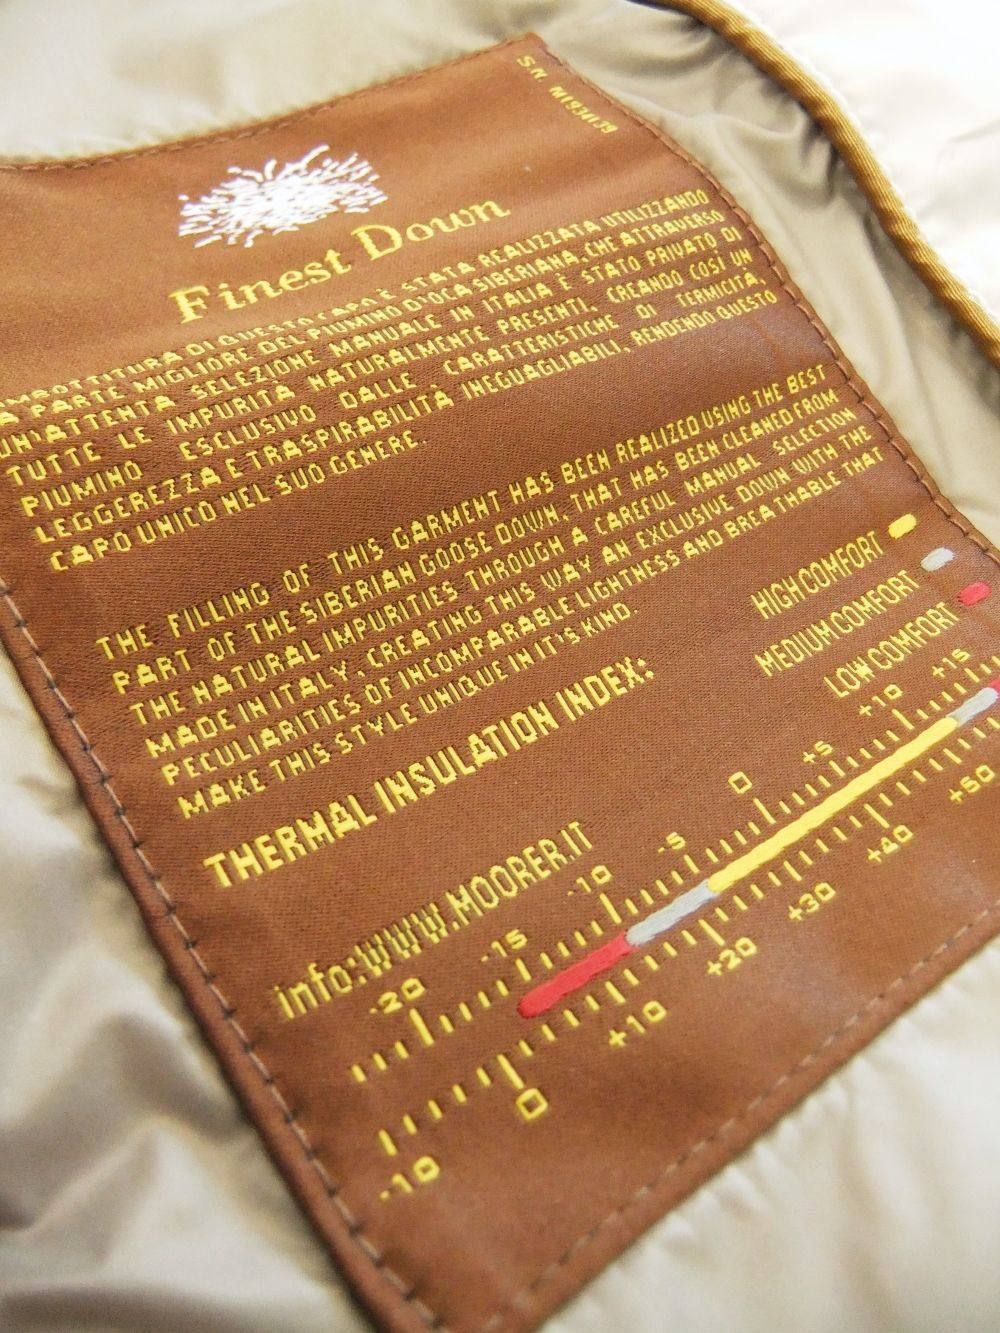 S.N. M1934139
Finest Down
IMBOTTITURA DI QUESTO CAPO È STATA REALIZZATA UTILIZZANDO
LA PARTE MIGLIORE DEL PIUMINO D'OCA SIBERIANA, CHE ATTRAVERSO
UN'ATTENTA SELEZIONE MANUALE IN ITALIA È STATO PRIVATO DI
TUTTE LE IMPURITÀ NATURALMENTE PRESENTI, CREANDO COSÌ UN
PIUMINO ESCLUSIVO DALLE CARATTERISTICHE DI TERMICITÀ,
LEGGEREZZA E TRASPIRABILITÀ INEGUAGLIABILI, RENDENDO QUESTO
CAPO UNICO NEL SUO GENERE.
THE FILLING OF THIS GARMENT HAS BEEN REALIZED USING THE BEST
PART OF THE SIBERIAN GOOSE DOWN, THAT HAS BEEN CLEANED FROM
THE NATURAL IMPURITIES THROUGH A CAREFUL MANUAL SELECTION
MADE IN ITALY, CREATING THIS WAY AN EXCLUSIVE DOWN WITH THE
PECULIARITIES OF INCOMPARABLE LIGHTNESS AND BREATHABLE THAT
MAKE THIS STYLE UNIQUE IN IT'S KIND.
HIGH COMFORT
MEDIUM COMFORT
LOW COMFORT
THERMAL INSULATION INDEX:
info:WWW.MOORER.IT
-20 -15 -10 -5 0 +5 +10 +15
-10 0 +10 +20 +30 +40 +50